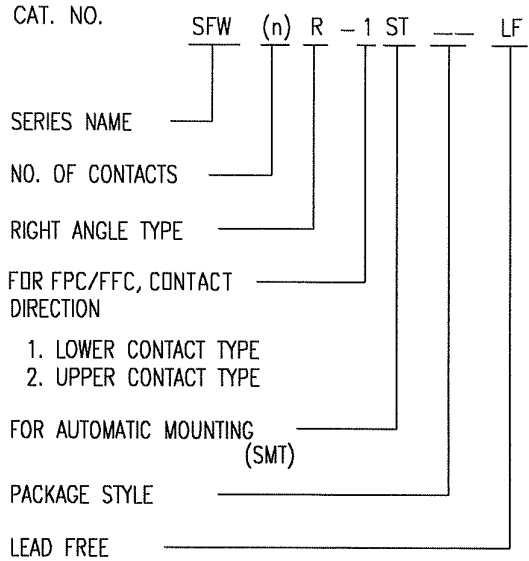 CAT. NO.
SFW (n) R - 1 ST __ LF
SERIES NAME
NO. OF CONTACTS
RIGHT ANGLE TYPE
FOR FPC/FFC, CONTACT
DIRECTION
1. LOWER CONTACT TYPE
2. UPPER CONTACT TYPE
FOR AUTOMATIC MOUNTING
(SMT)
PACKAGE STYLE
LEAD FREE